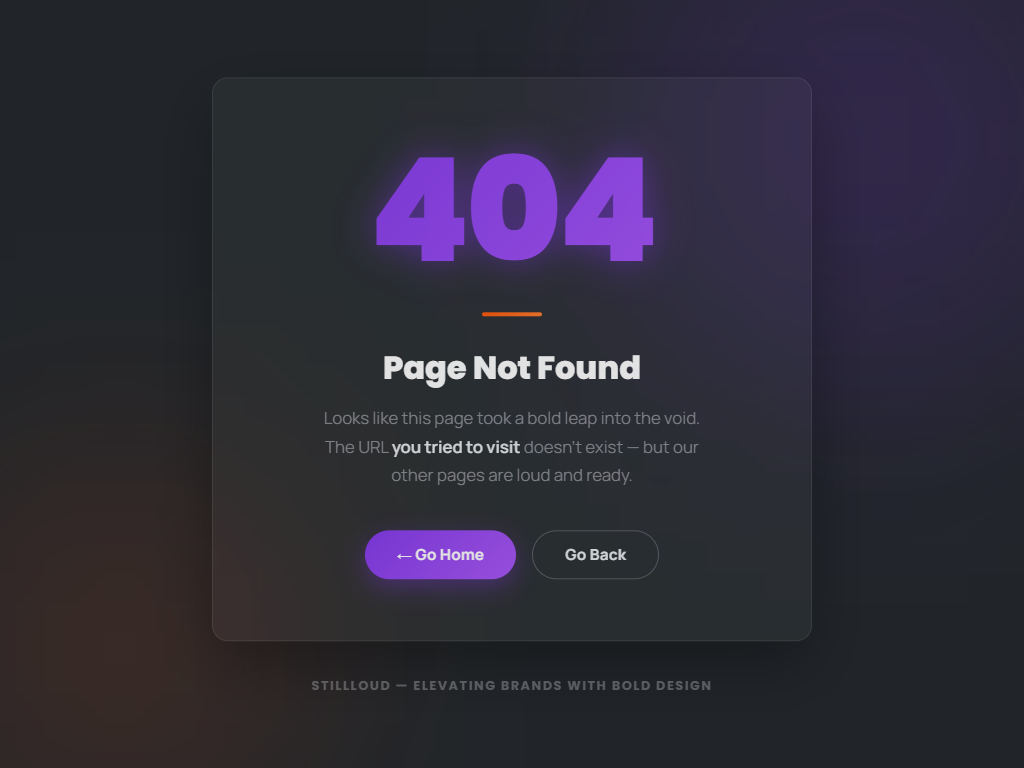 404
Page Not Found
Looks like this page took a bold leap into the void.
The URL you tried to visit doesn't exist — but our
other pages are loud and ready.
← Go Home
Go Back
STILLLOUD — ELEVATING BRANDS WITH BOLD DESIGN